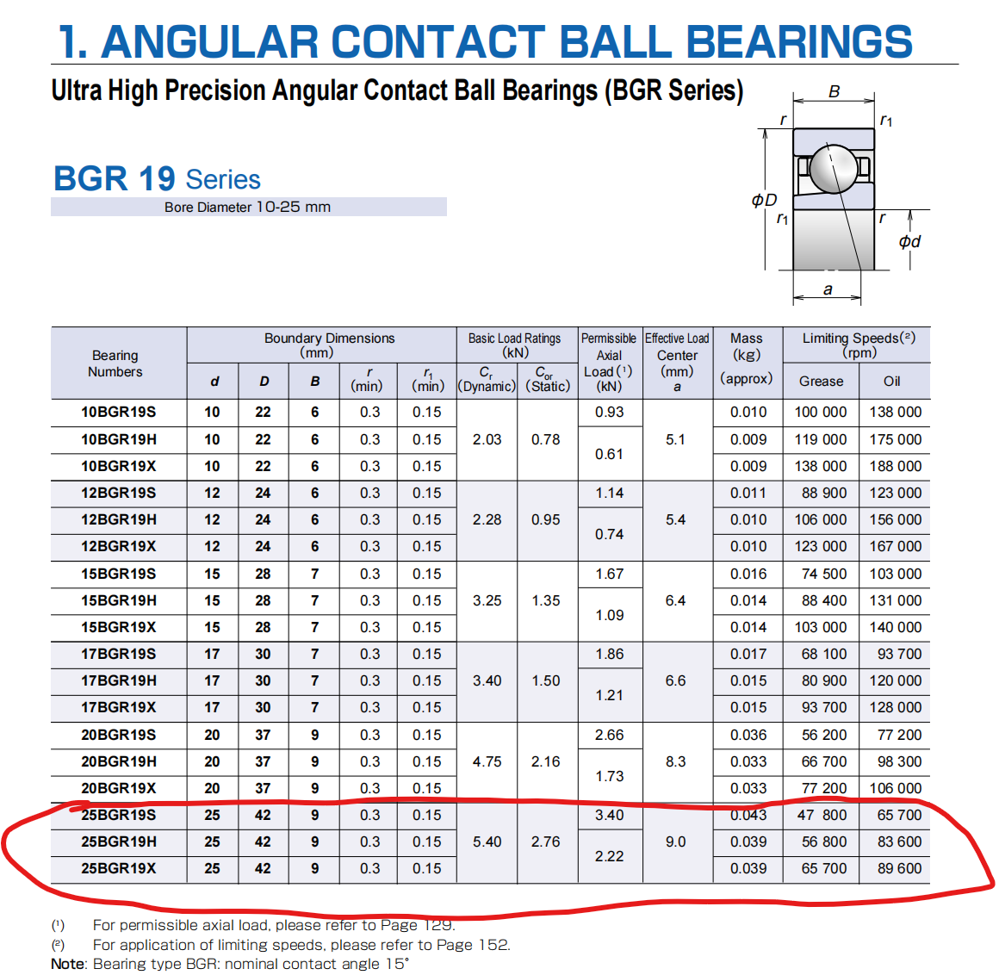 1. ANGULAR CONTACT BALL BEARINGS
Ultra High Precision Angular Contact Ball Bearings (BGR Series)
B
r r1
φD
r1 r
φd
a
BGR 19 Series
Bore Diameter 10-25 mm
Bearing Numbers Boundary Dimensions (mm) Basic Load Ratings (kN) Permissible Axial Load(1) (kN) Effective Load Center (mm) a Mass (kg) (approx) Limiting Speeds(2) (rpm)
d D B r (min) r1 (min) Cr (Dynamic) Cor (Static) Grease Oil
10BGR19S 10 22 6 0.3 0.15 0.93 0.010 100 000 138 000
10BGR19H 10 22 6 0.3 0.15 2.03 0.78 0.61 5.1 0.009 119 000 175 000
10BGR19X 10 22 6 0.3 0.15 0.009 138 000 188 000
12BGR19S 12 24 6 0.3 0.15 1.14 0.011 88 900 123 000
12BGR19H 12 24 6 0.3 0.15 2.28 0.95 0.74 5.4 0.010 106 000 156 000
12BGR19X 12 24 6 0.3 0.15 0.010 123 000 167 000
15BGR19S 15 28 7 0.3 0.15 1.67 0.016 74 500 103 000
15BGR19H 15 28 7 0.3 0.15 3.25 1.35 1.09 6.4 0.014 88 400 131 000
15BGR19X 15 28 7 0.3 0.15 0.014 103 000 140 000
17BGR19S 17 30 7 0.3 0.15 1.86 0.017 68 100 93 700
17BGR19H 17 30 7 0.3 0.15 3.40 1.50 1.21 6.6 0.015 80 900 120 000
17BGR19X 17 30 7 0.3 0.15 0.015 93 700 128 000
20BGR19S 20 37 9 0.3 0.15 2.66 0.036 56 200 77 200
20BGR19H 20 37 9 0.3 0.15 4.75 2.16 1.73 8.3 0.033 66 700 98 300
20BGR19X 20 37 9 0.3 0.15 0.033 77 200 106 000
25BGR19S 25 42 9 0.3 0.15 3.40 0.043 47 800 65 700
25BGR19H 25 42 9 0.3 0.15 5.40 2.76 2.22 9.0 0.039 56 800 83 600
25BGR19X 25 42 9 0.3 0.15 0.039 65 700 89 600
(1) For permissible axial load, please refer to Page 129.
(2) For application of limiting speeds, please refer to Page 152.
Note: Bearing type BGR: nominal contact angle 15°